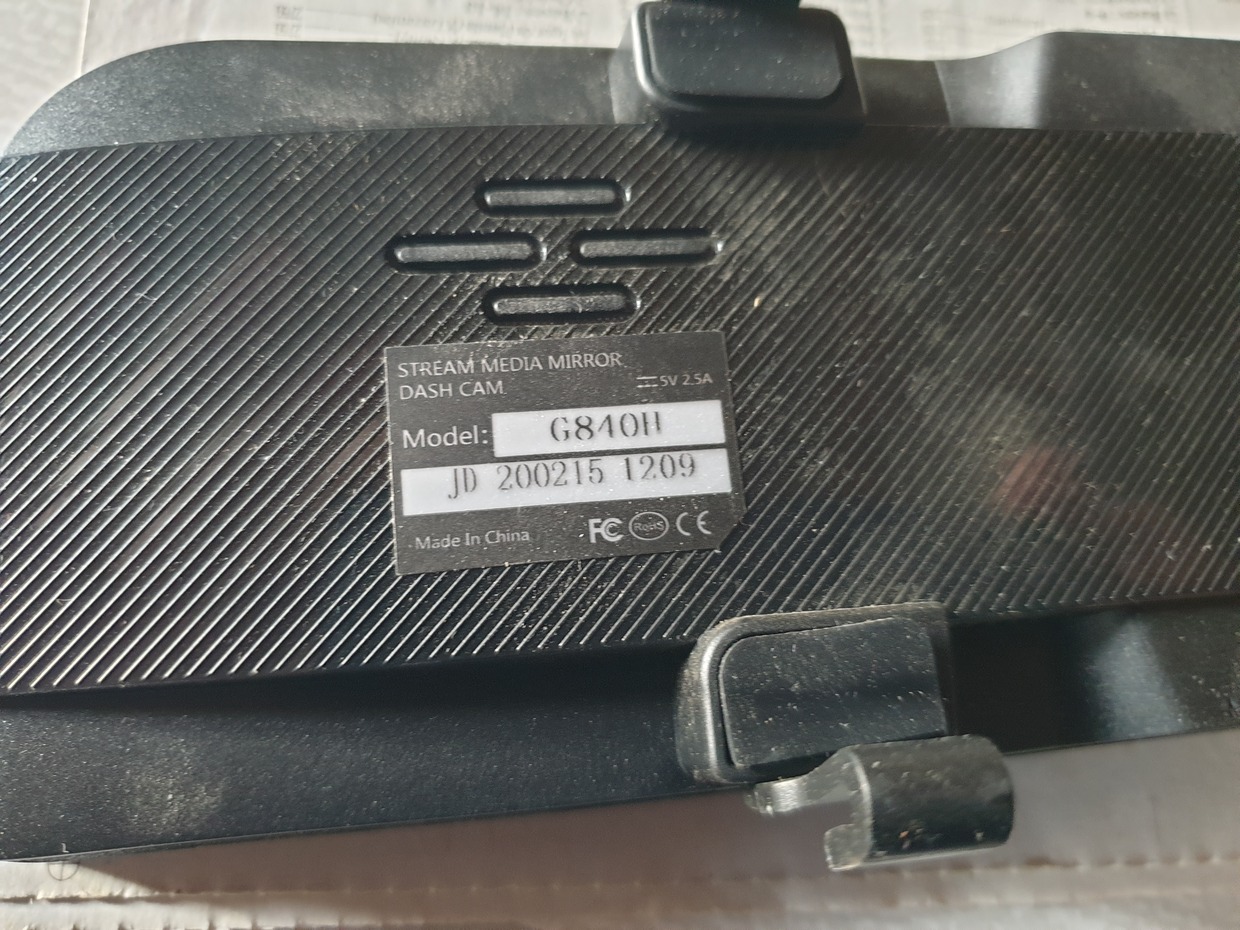 STREAM MEDIA MIRROR
DASH CAM
5V 2.5A
Model: G840H
JD 200215 1209
Made In China FC RoHS CE